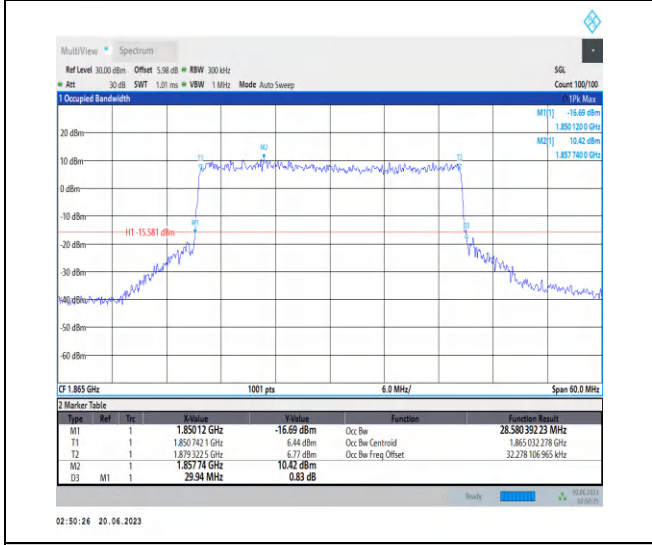 MultiView Spectrum
Ref Level 30.00 dBm Offset 5.98 dB RBW 300 kHz SGL
Att 30 dB SWT 1.01 ms VBW 1 MHz Mode Auto Sweep Count 100/100
1 Occupied Bandwidth 1Pk Max
M1[1] -16.69 dBm
1.850 120 0 GHz
M2[1] 10.42 dBm
1.857 740 0 GHz
20 dBm
M2
T1 T2
10 dBm
0 dBm
-10 dBm
M1
D3
H1 -15.581 dBm
-20 dBm
-30 dBm
-40 dBm
-50 dBm
-60 dBm
CF 1.865 GHz 1001 pts 6.0 MHz/ Span 60.0 MHz
2 Marker Table
Type Ref Trc X-Value Y-Value Function Function Result
M1 1 1.85012 GHz -16.69 dBm Occ Bw 28.580 392 23 MHz
T1 1 1.850 742 1 GHz 6.44 dBm Occ Bw Centroid 1.865 032 278 GHz
T2 1 1.879 322 5 GHz 6.77 dBm Occ Bw Freq Offset 32.278 106 965 kHz
M2 1 1.85774 GHz 10.42 dBm
D3 M1 1 29.94 MHz 0.83 dB
Ready 20.06.2023
02:50:25
02:50:26 20.06.2023